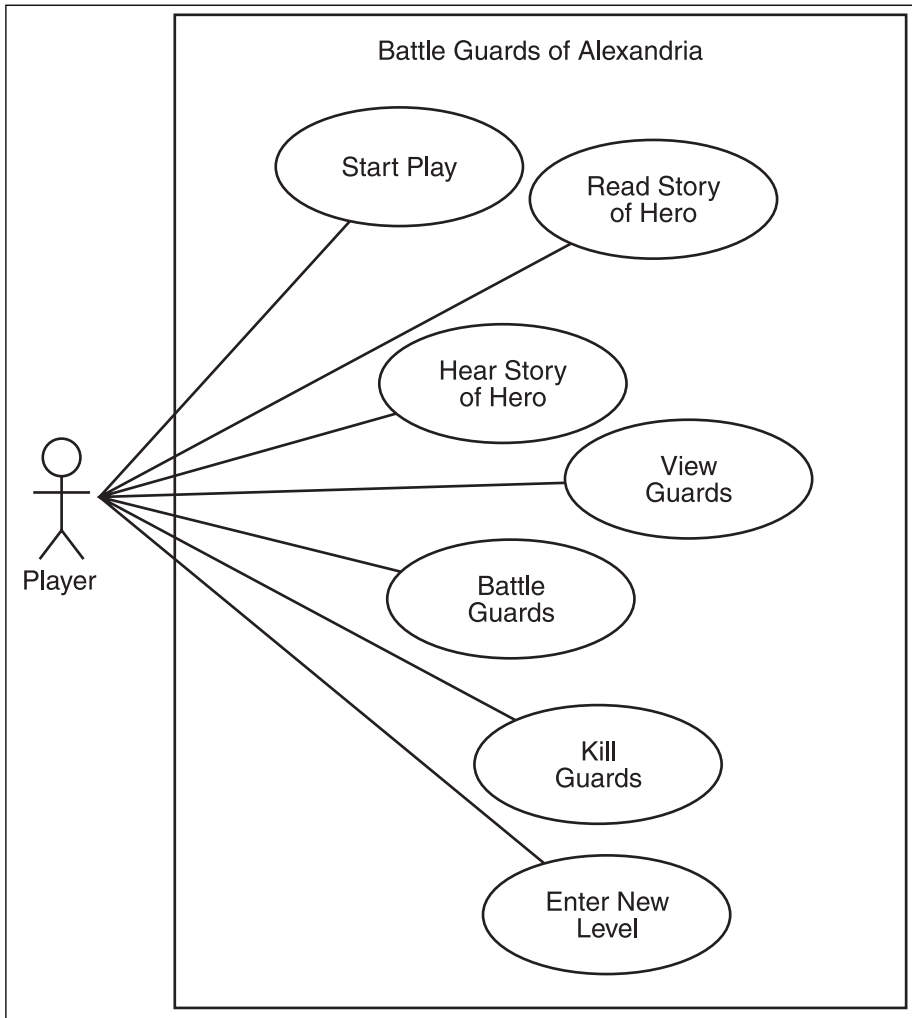 Battle Guards of Alexandria
Start Play
Read Story
of Hero
Hear Story
of Hero
View
Guards
Player
Battle
Guards
Kill
Guards
Enter New
Level